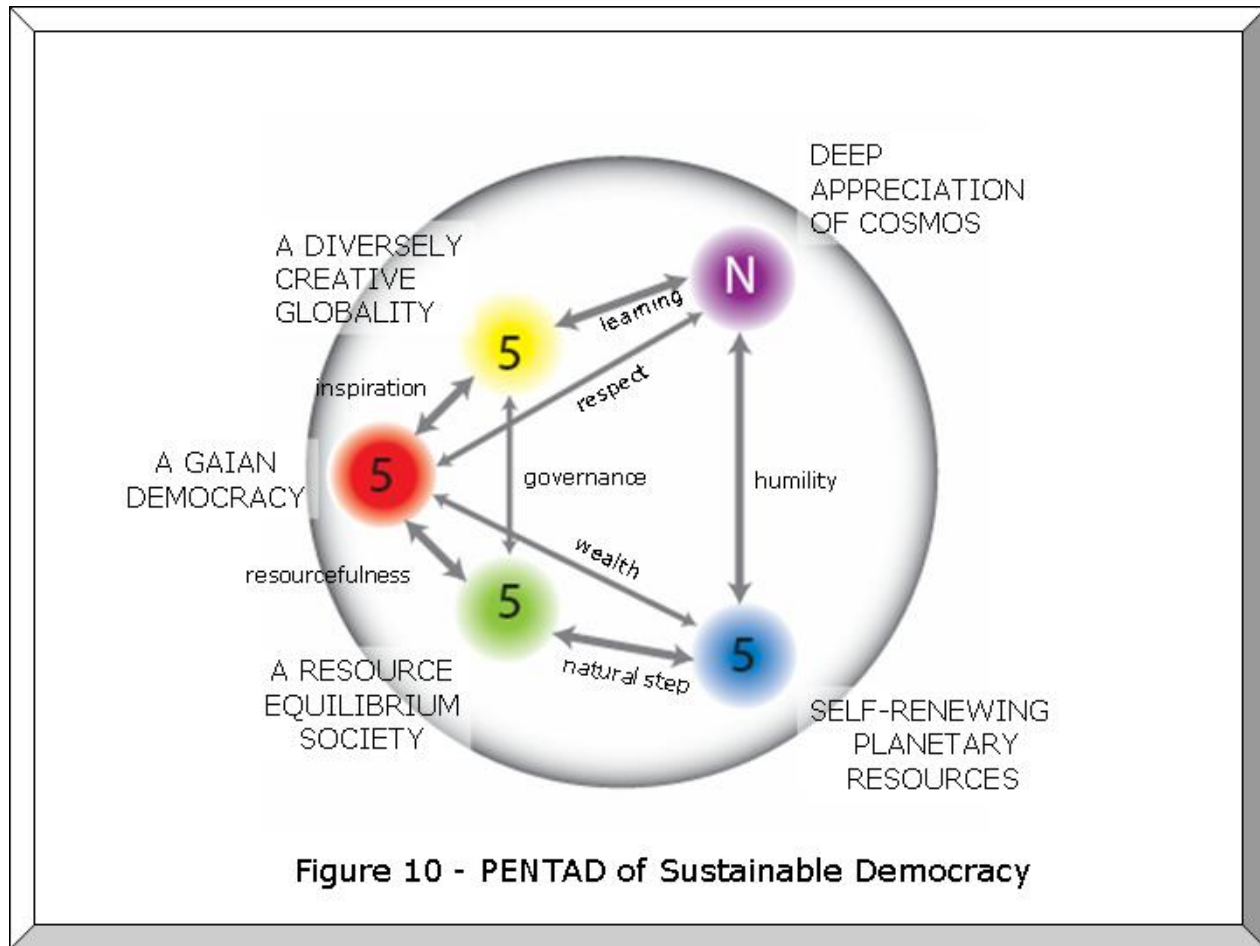 DEEP
APPRECIATION
OF COSMOS
A DIVERSELY
CREATIVE
GLOBALITY
N
learning
5
respect
inspiration
A GAIAN
DEMOCRACY
5
governance
humility
wealth
resourcefulness
5
natural step
5
A RESOURCE
EQUILIBRIUM
SOCIETY
SELF-RENEWING
PLANETARY
RESOURCES
Figure 10 - PENTAD of Sustainable Democracy